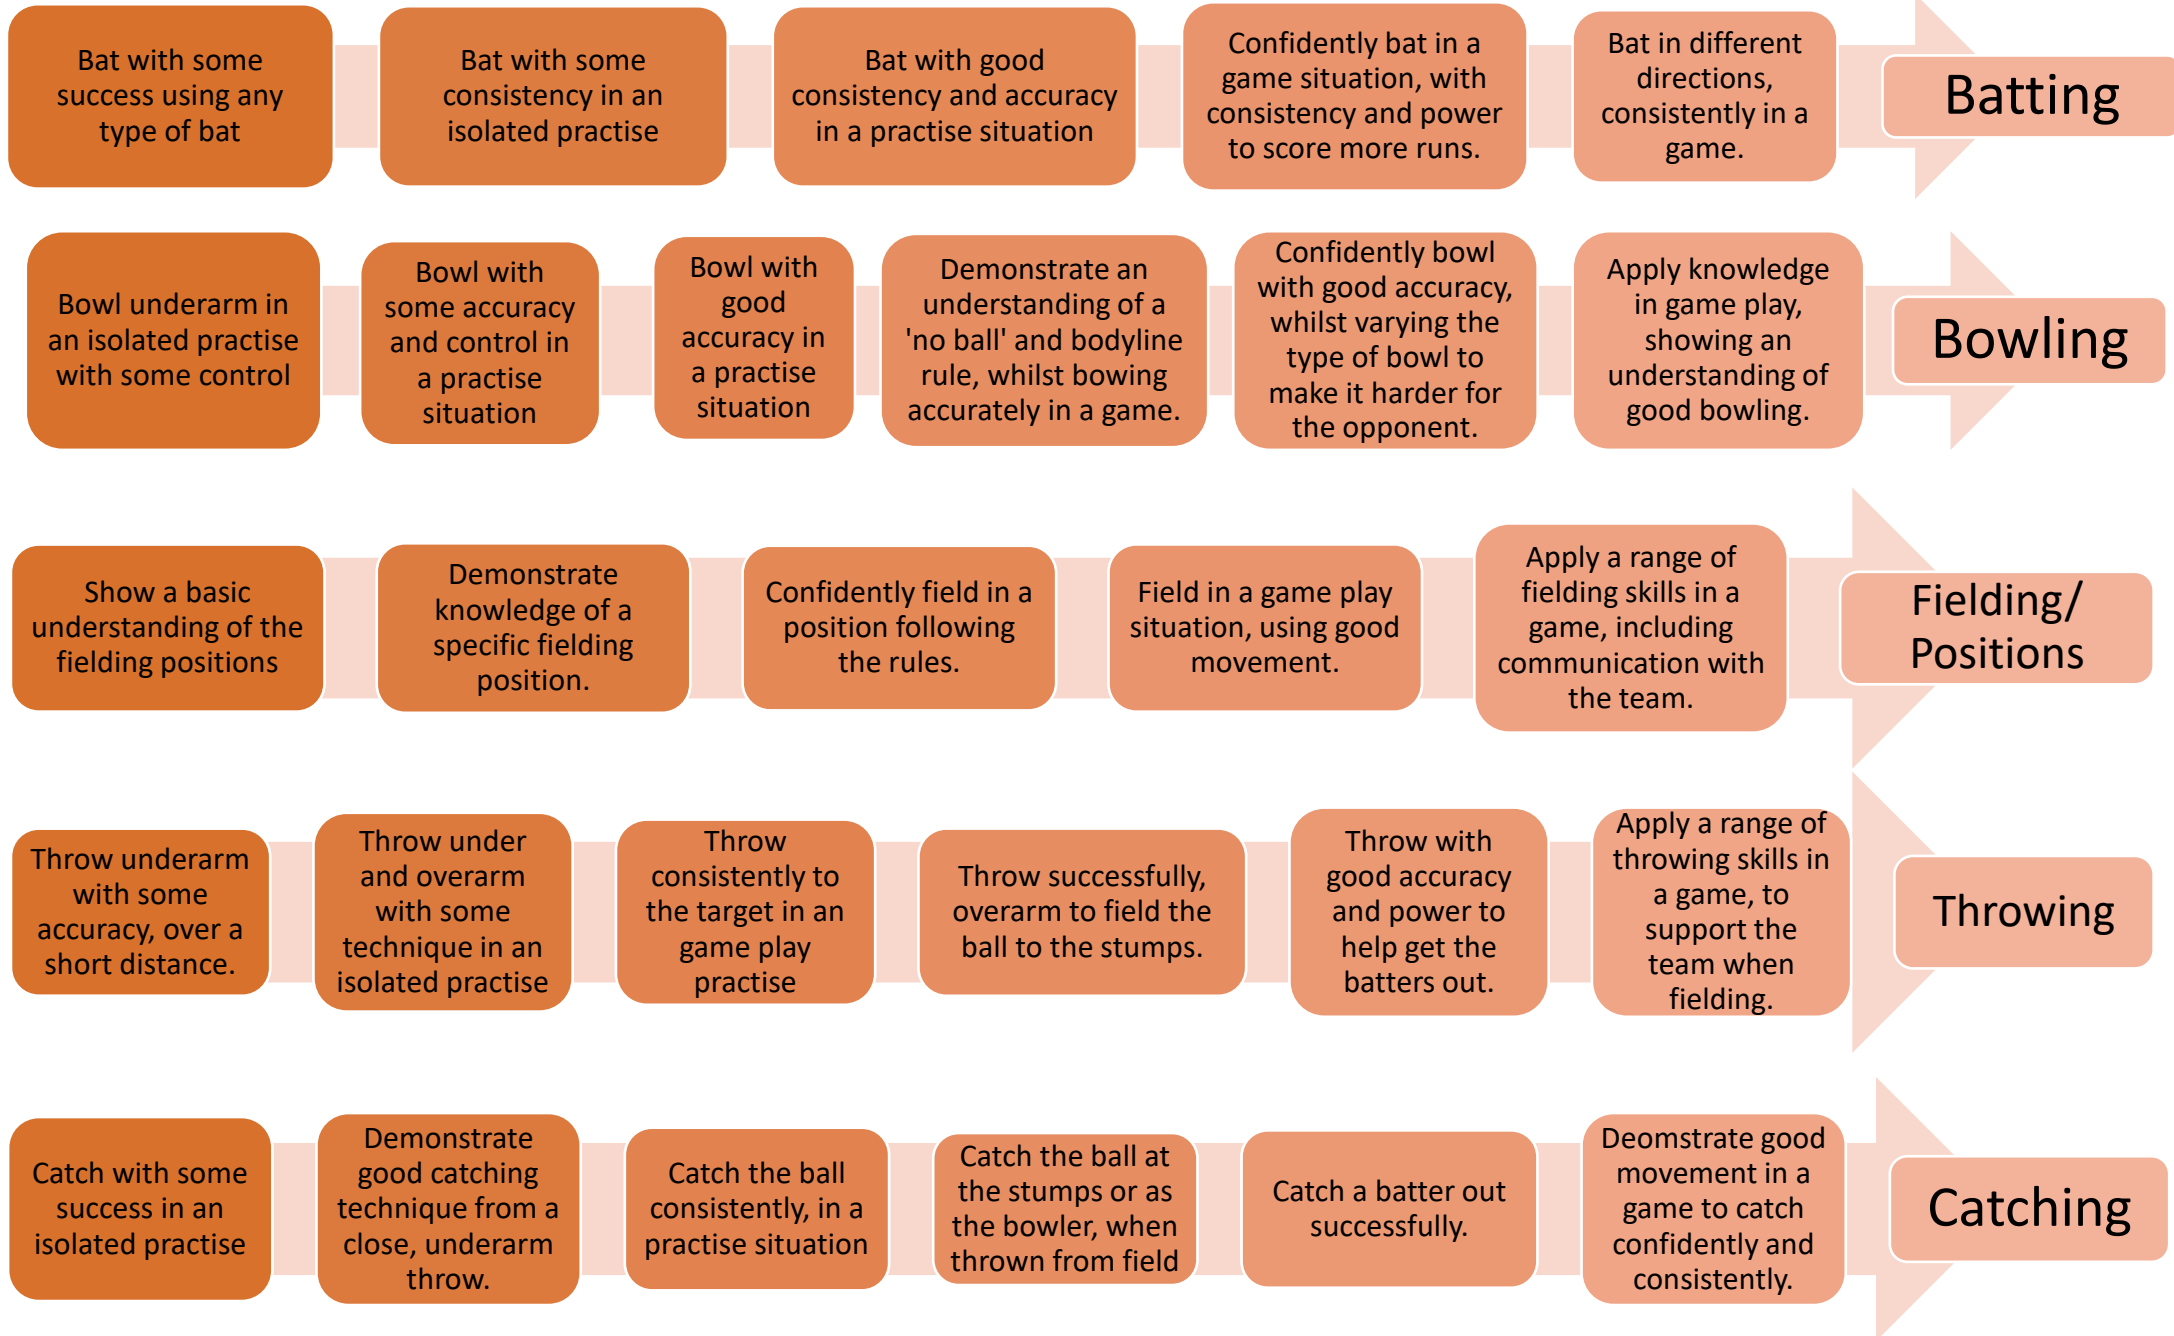 Bat with some
success using any
type of bat
Bat with some
consistency in an
isolated practise
Bat with good
consistency and accuracy
in a practise situation
Confidently bat in a
game situation, with
consistency and power
to score more runs.
Bat in different
directions,
consistently in a
game.
Batting
Bowl underarm in
an isolated practise
with some control
Bowl with
some accuracy
and control in
a practise
situation
Bowl with
good
accuracy in
a practise
situation
Demonstrate an
understanding of a
'no ball' and bodyline
rule, whilst bowing
accurately in a game.
Confidently bowl
with good accuracy,
whilst varying the
type of bowl to
make it harder for
the opponent.
Apply knowledge
in game play,
showing an
understanding of
good bowling.
Bowling
Show a basic
understanding of the
fielding positions
Demonstrate
knowledge of a
specific fielding
position.
Confidently field in a
position following
the rules.
Field in a game play
situation, using good
movement.
Apply a range of
fielding skills in a
game, including
communication with
the team.
Fielding/
Positions
Throw underarm
with some
accuracy, over a
short distance.
Throw under
and overarm
with some
technique in an
isolated practise
Throw
consistently to
the target in an
game play
practise
Throw successfully,
overarm to field the
ball to the stumps.
Throw with
good accuracy
and power to
help get the
batters out.
Apply a range of
throwing skills in
a game, to
support the
team when
fielding.
Throwing
Catch with some
success in an
isolated practise
Demonstrate
good catching
technique from a
close, underarm
throw.
Catch the ball
consistently, in a
practise situation
Catch the ball at
the stumps or as
the bowler, when
thrown from field
Catch a batter out
successfully.
Deomstrate good
movement in a
game to catch
confidently and
consistently.
Catching